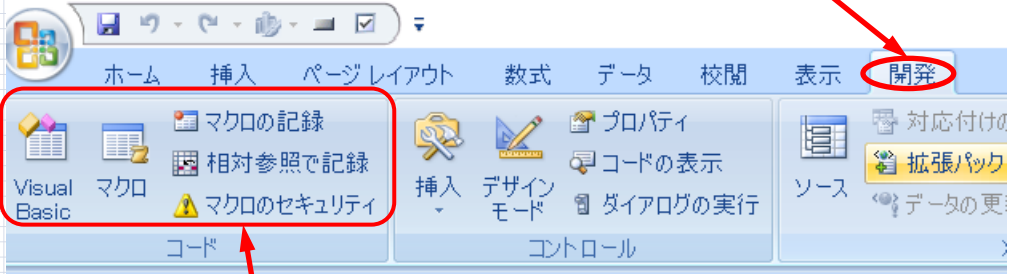 ホーム 挿入 ページ レイアウト 数式 データ 校閲 表示 開発
Visual
Basic
マクロ
マクロの記録
相対参照で記録
マクロのセキュリティ
コード
挿入
デザイン
モード
プロパティ
コードの表示
ダイアログの実行
コントロール
ソース
対応付けの
拡張パック
データの更